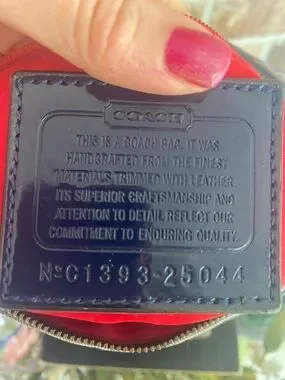 COACH
THIS IS A COACH BAG. IT WAS
HANDCRAFTED FROM THE FINEST
MATERIALS TRIMMED WITH LEATHER.
ITS SUPERIOR CRAFTSMANSHIP AND
ATTENTION TO DETAIL REFLECT OUR
COMMITMENT TO ENDURING QUALITY.
NoC1393-25044